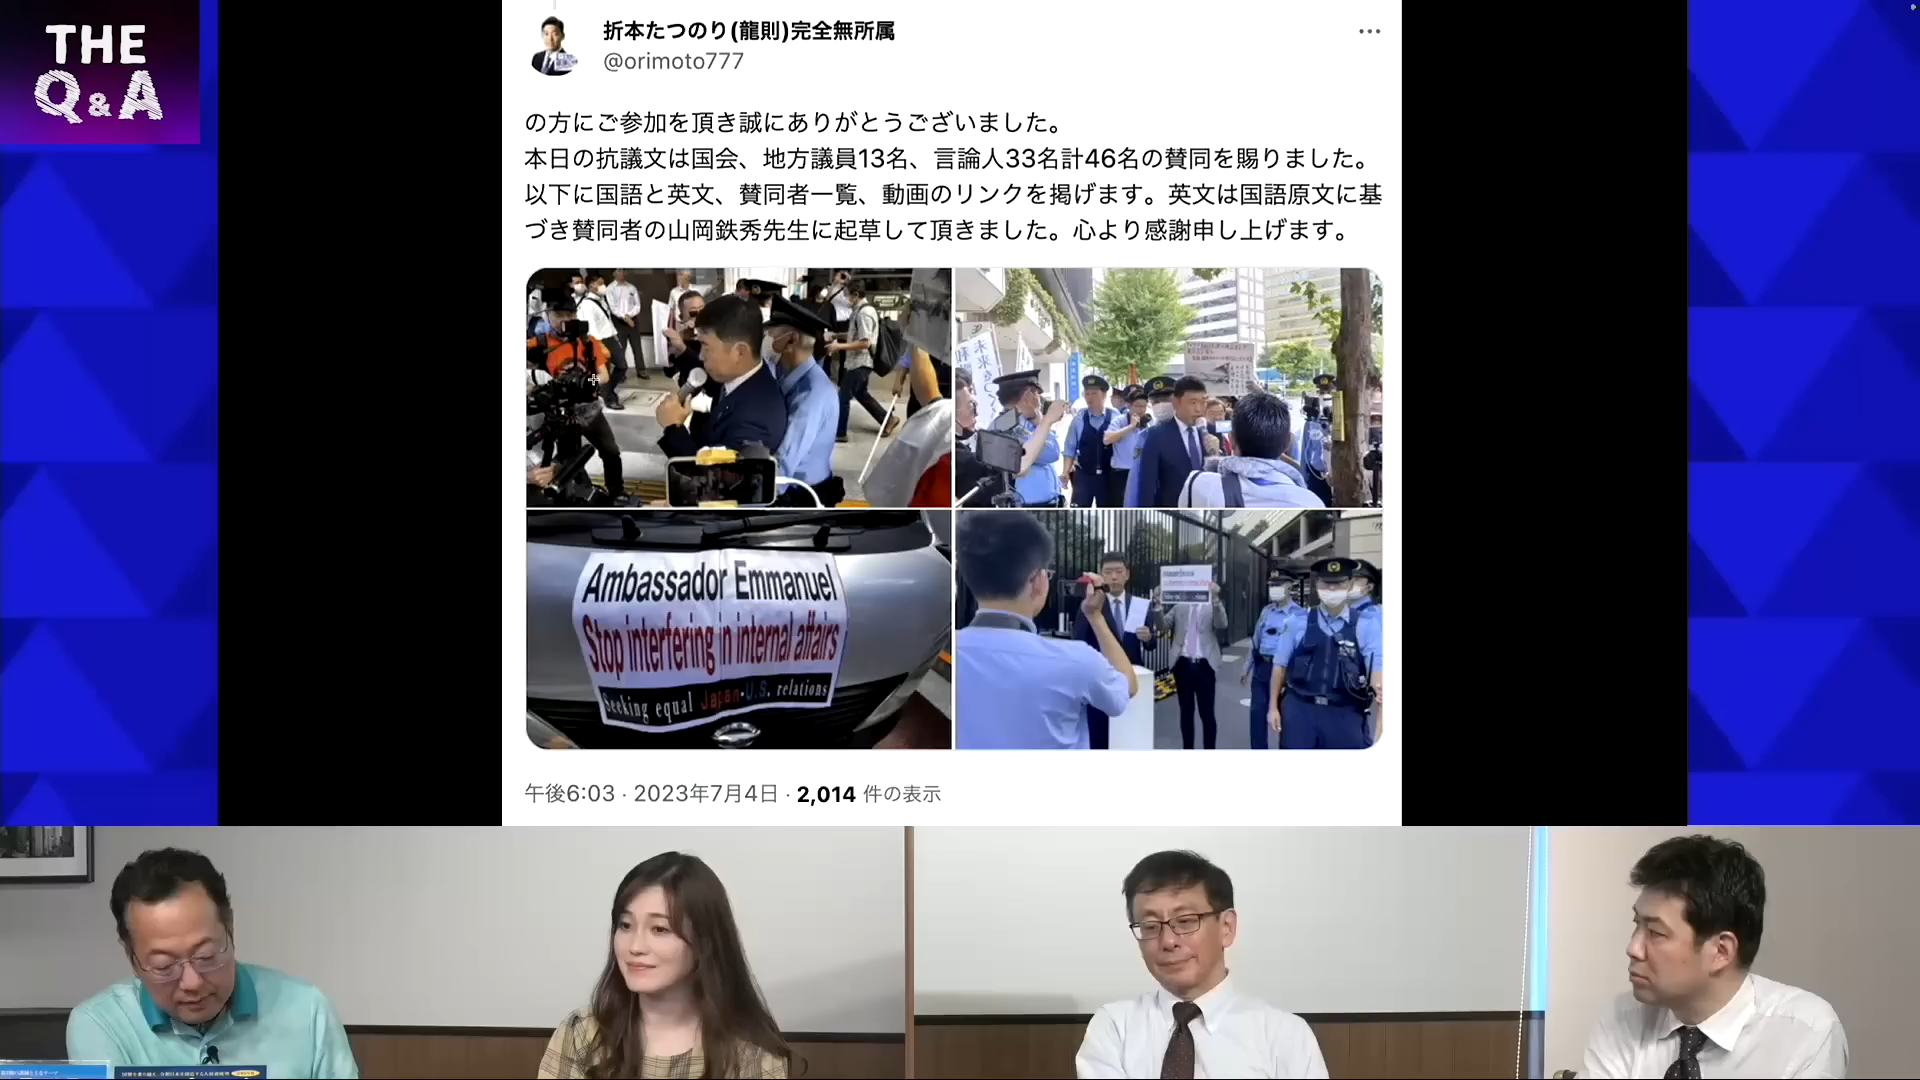 THE
Q&A
折本たつのり(龍則)完全無所属
@orimoto777
の方にご参加を頂き誠にありがとうございました。
本日の抗議文は国会、地方議員13名、言論人33名計46名の賛同を賜りました。
以下に国語と英文、賛同者一覧、動画のリンクを掲げます。英文は国語原文に基
づき賛同者の山岡鉄秀先生に起草して頂きました。心より感謝申し上げます。
未来をつく
Ambassador Emmanuel
Stop interfering in internal affairs
Seeking equal Japan-U.S. relations
午後6:03 · 2023年7月4日 · 2,014 件の表示